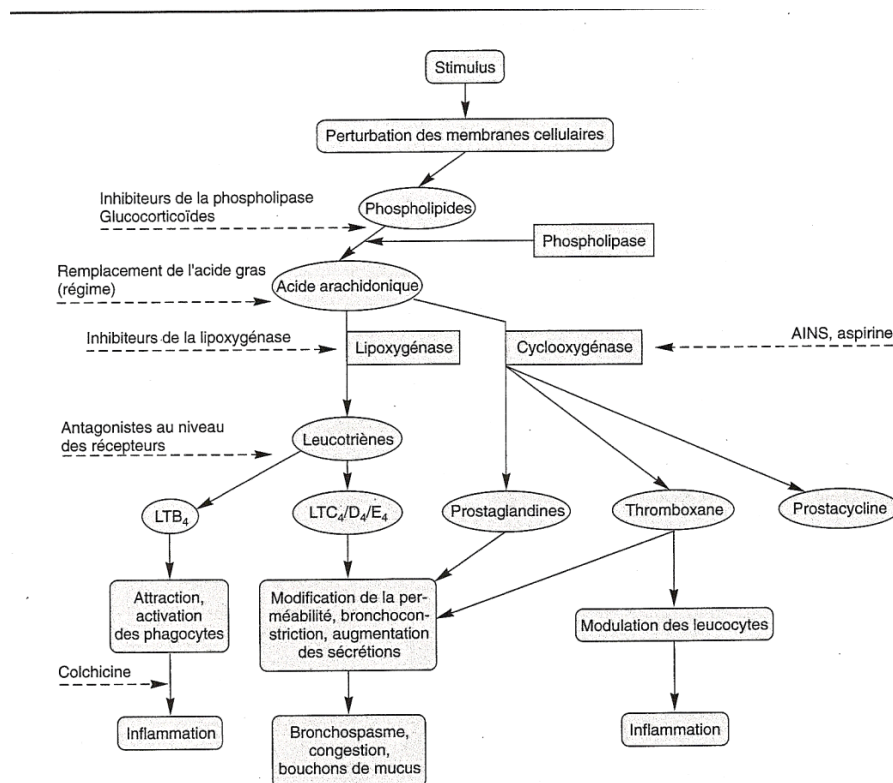 Stimulus
Perturbation des membranes cellulaires
Inhibiteurs de la phospholipase
Glucocorticoïdes
Phospholipides
Phospholipase
Remplacement de l'acide gras
(régime)
Acide arachidonique
Inhibiteurs de la lipoxygénase
Lipoxygénase
Cyclooxygénase
AINS, aspirine
Antagonistes au niveau
des récepteurs
Leucotriènes
LTB₄
LTC₄/D₄/E₄
Prostaglandines
Thromboxane
Prostacycline
Attraction,
activation
des phagocytes
Modification de la per-
méabilité, bronchocon-
striction, augmentation
des sécrétions
Modulation des leucocytes
Colchicine
Inflammation
Bronchospasme,
congestion,
bouchons de mucus
Inflammation